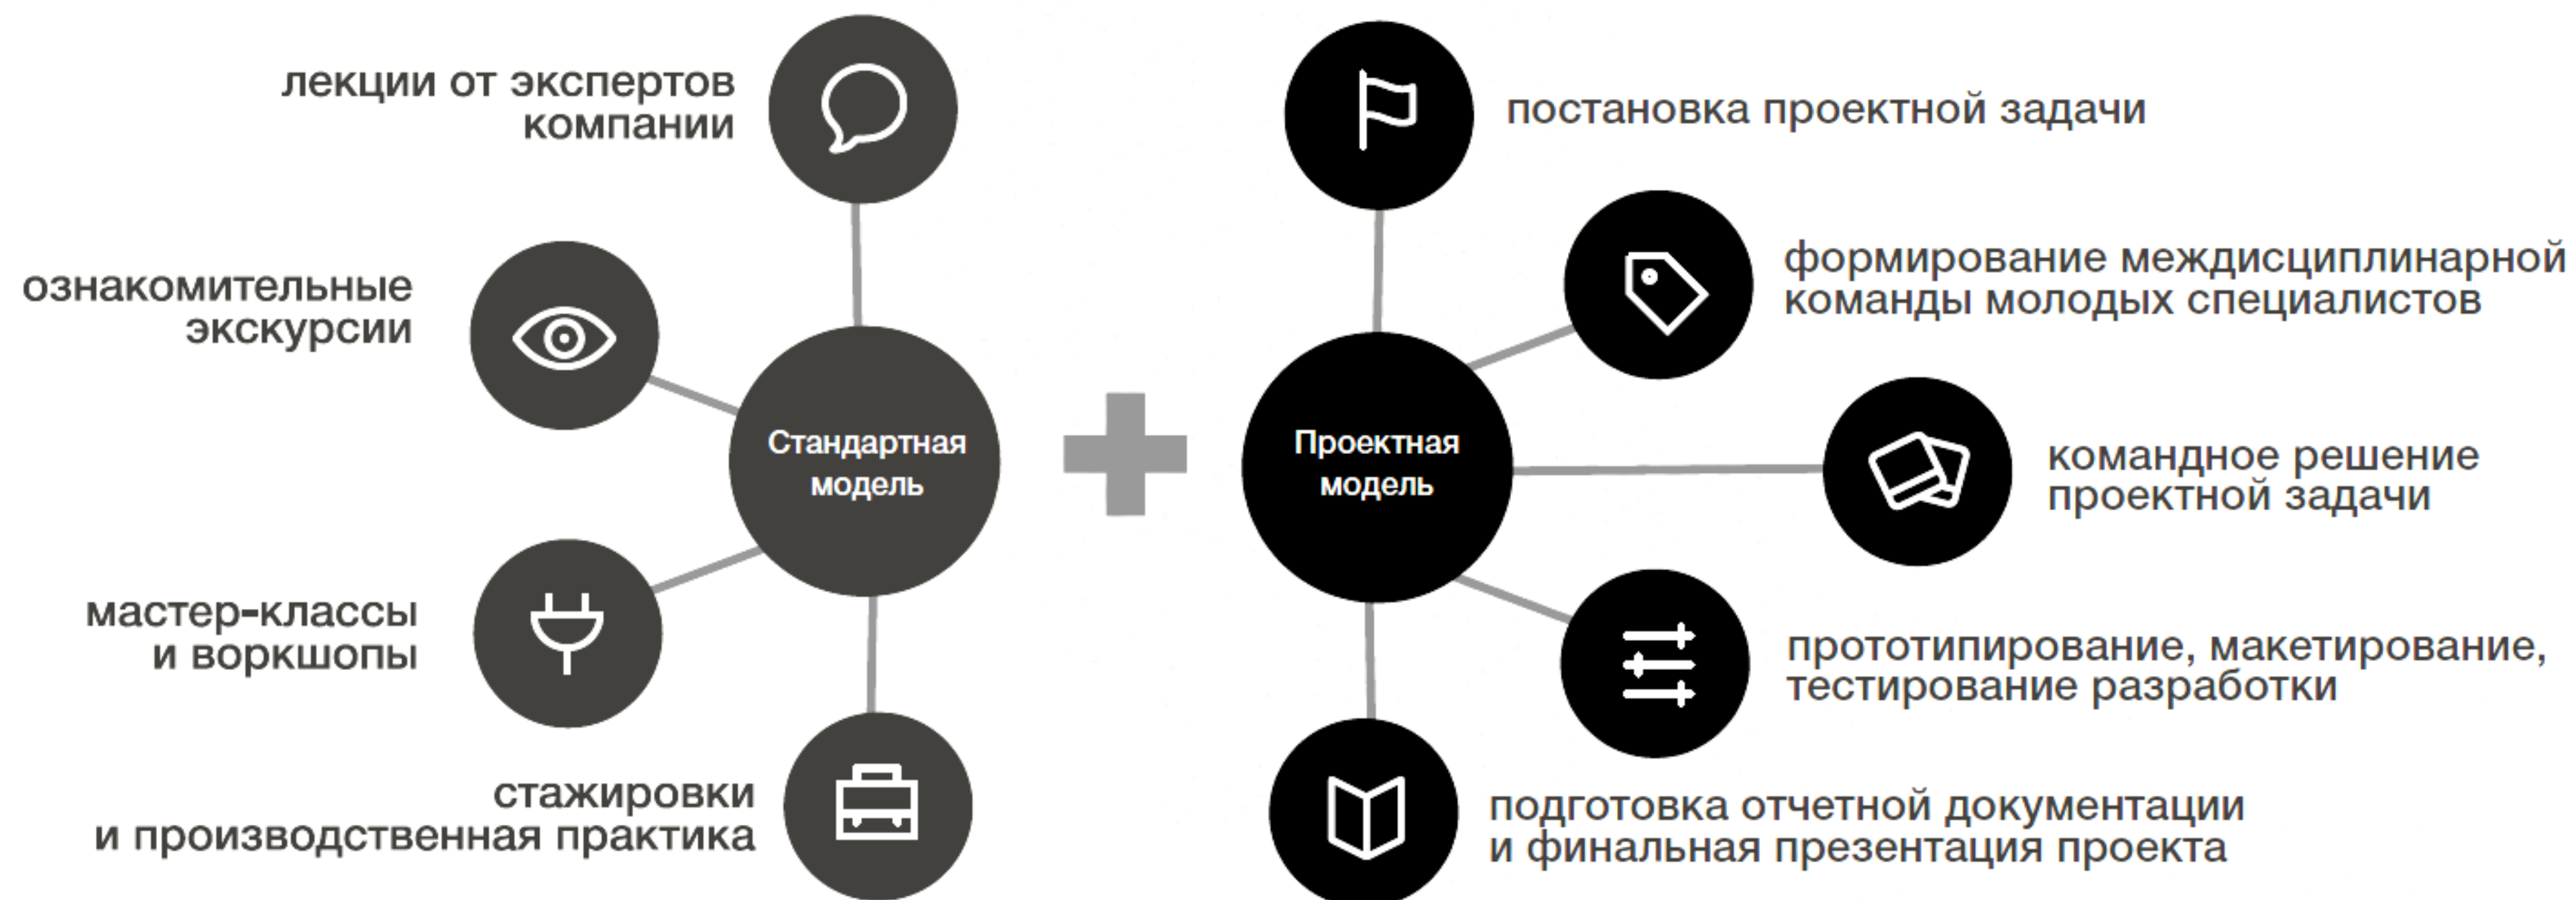 лекции от экспертов
компании
ознакомительные
экскурсии
Стандартная
модель
мастер-классы
и воркшопы
стажировки
и производственная практика
постановка проектной задачи
формирование междисциплинарной
команды молодых специалистов
Проектная
модель
командное решение
проектной задачи
прототипирование, макетирование,
тестирование разработки
подготовка отчетной документации
и финальная презентация проекта